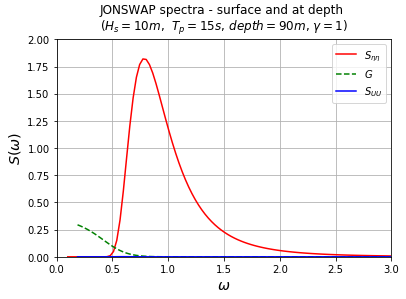 JONSWAP spectra - surface and at depth
(H_s = 10m, T_p = 15s, depth = 90m, γ = 1)
2.00
1.75
1.50
1.25
1.00
0.75
0.50
0.25
0.00
S(ω)
S_ηη
G
S_UU
0.0 0.5 1.0 1.5 2.0 2.5 3.0
ω